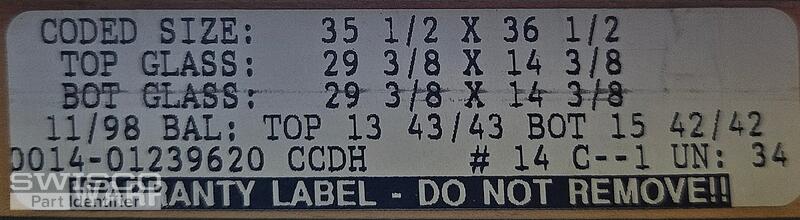 CODED SIZE: 35 1/2 X 36 1/2
TOP GLASS: 29 3/8 X 14 3/8
BOT GLASS: 29 3/8 X 14 3/8
11/98 BAL: TOP 13 43/43 BOT 15 42/42
0014-01239620 CCDH # 14 C--1 UN: 34
RANTY LABEL - DO NOT REMOVE!!
SWISCO
Part Identifier